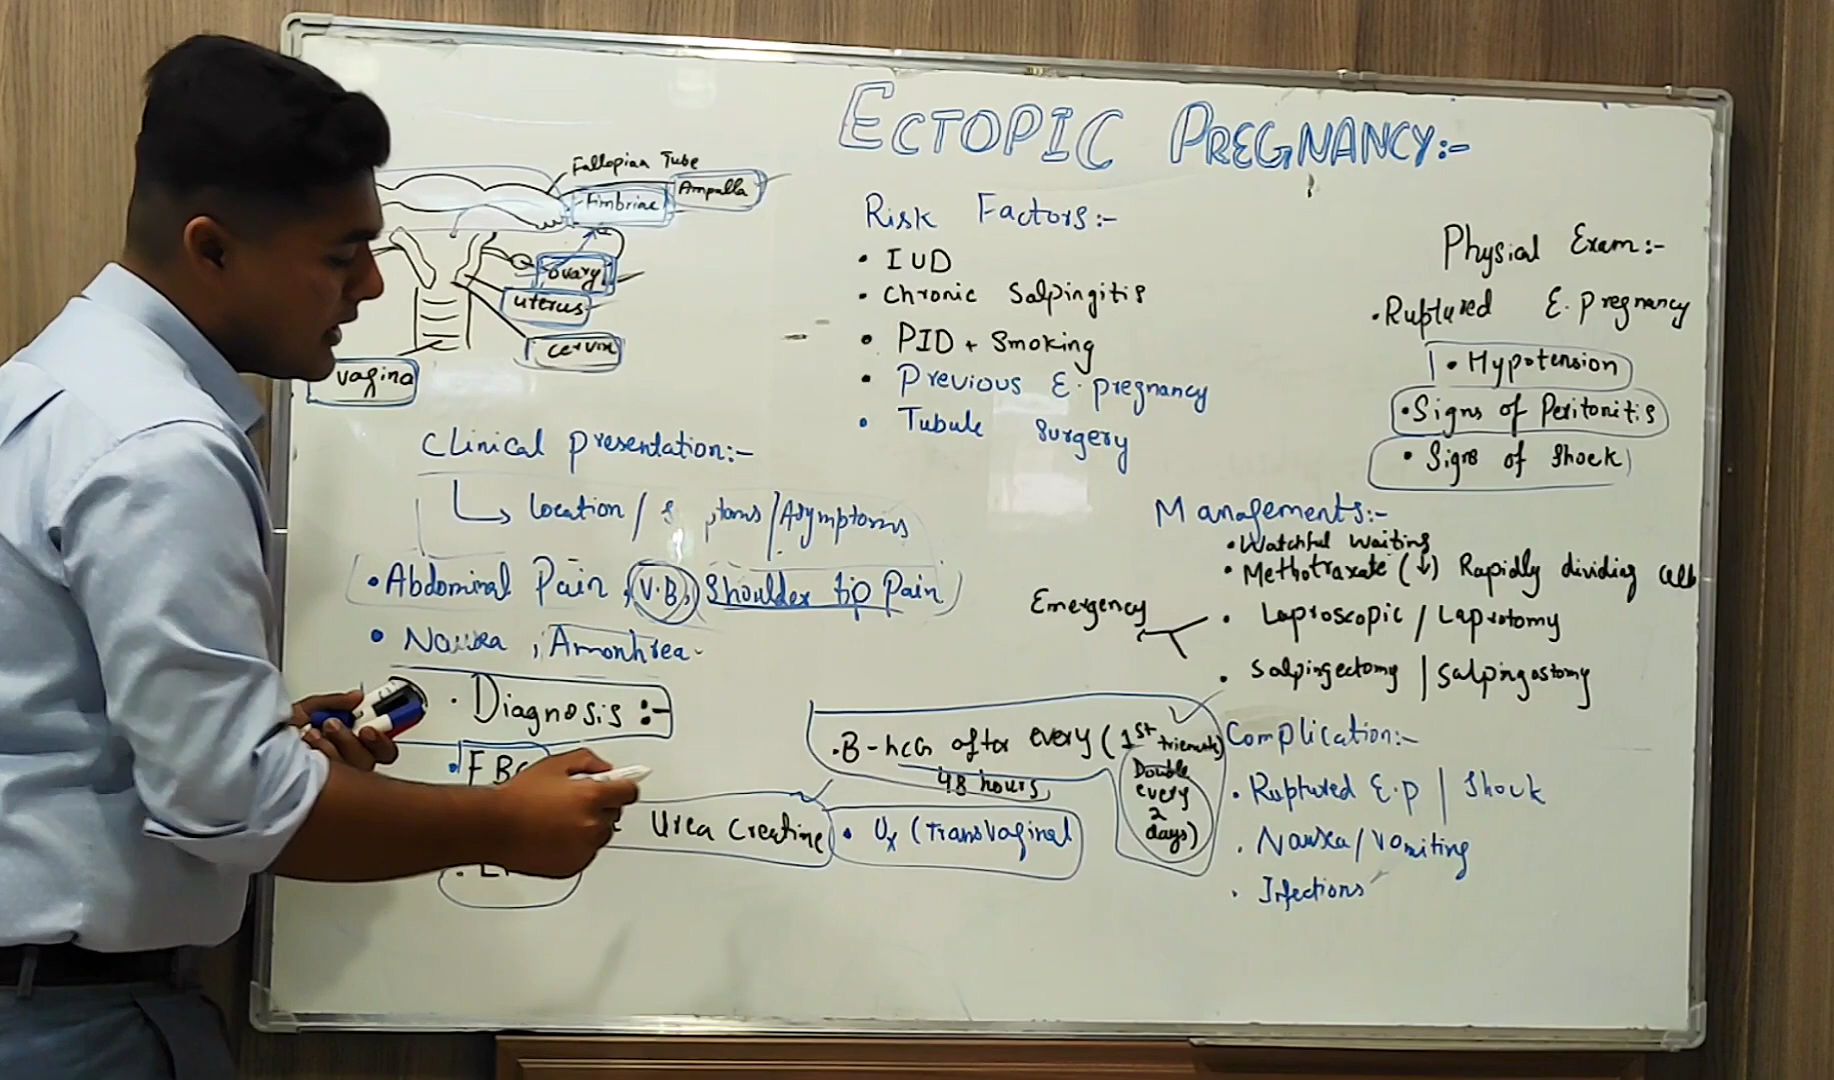 ECTOPIC PREGNANCY:-
Fallopian Tube
Ampulla
Fimbriae
ovary
uterus
cervix
vagina
Risk Factors:-
• IUD
• Chronic Salpingitis
• PID + Smoking
• Previous E. pregnancy
• Tubule Surgery
Physial Exam:-
• Ruptured E. pregnancy
• Hypotension
• Signs of Peritonitis
• Signs of Shock
Clinical presentation:-
location / / Asymptoms
• Abdominal Pain, V.B, Shoulder tip Pain
• Nausea, Amonhrea
• Diagnosis:-
Urea Creatine
• B-hCG after every (1st
48 hours,
Double
every
2
days)
• Ux (Transvaginal
Managements:-
• Watchful Waiting
• Methotraxate (↓) Rapidly dividing cells
Emergency
• Laproscopic / Laprotomy
• Salpingectomy | Salpingostomy
Complication:-
• Ruptured E.p | Shock
• Nausea / Vomiting
• Infections